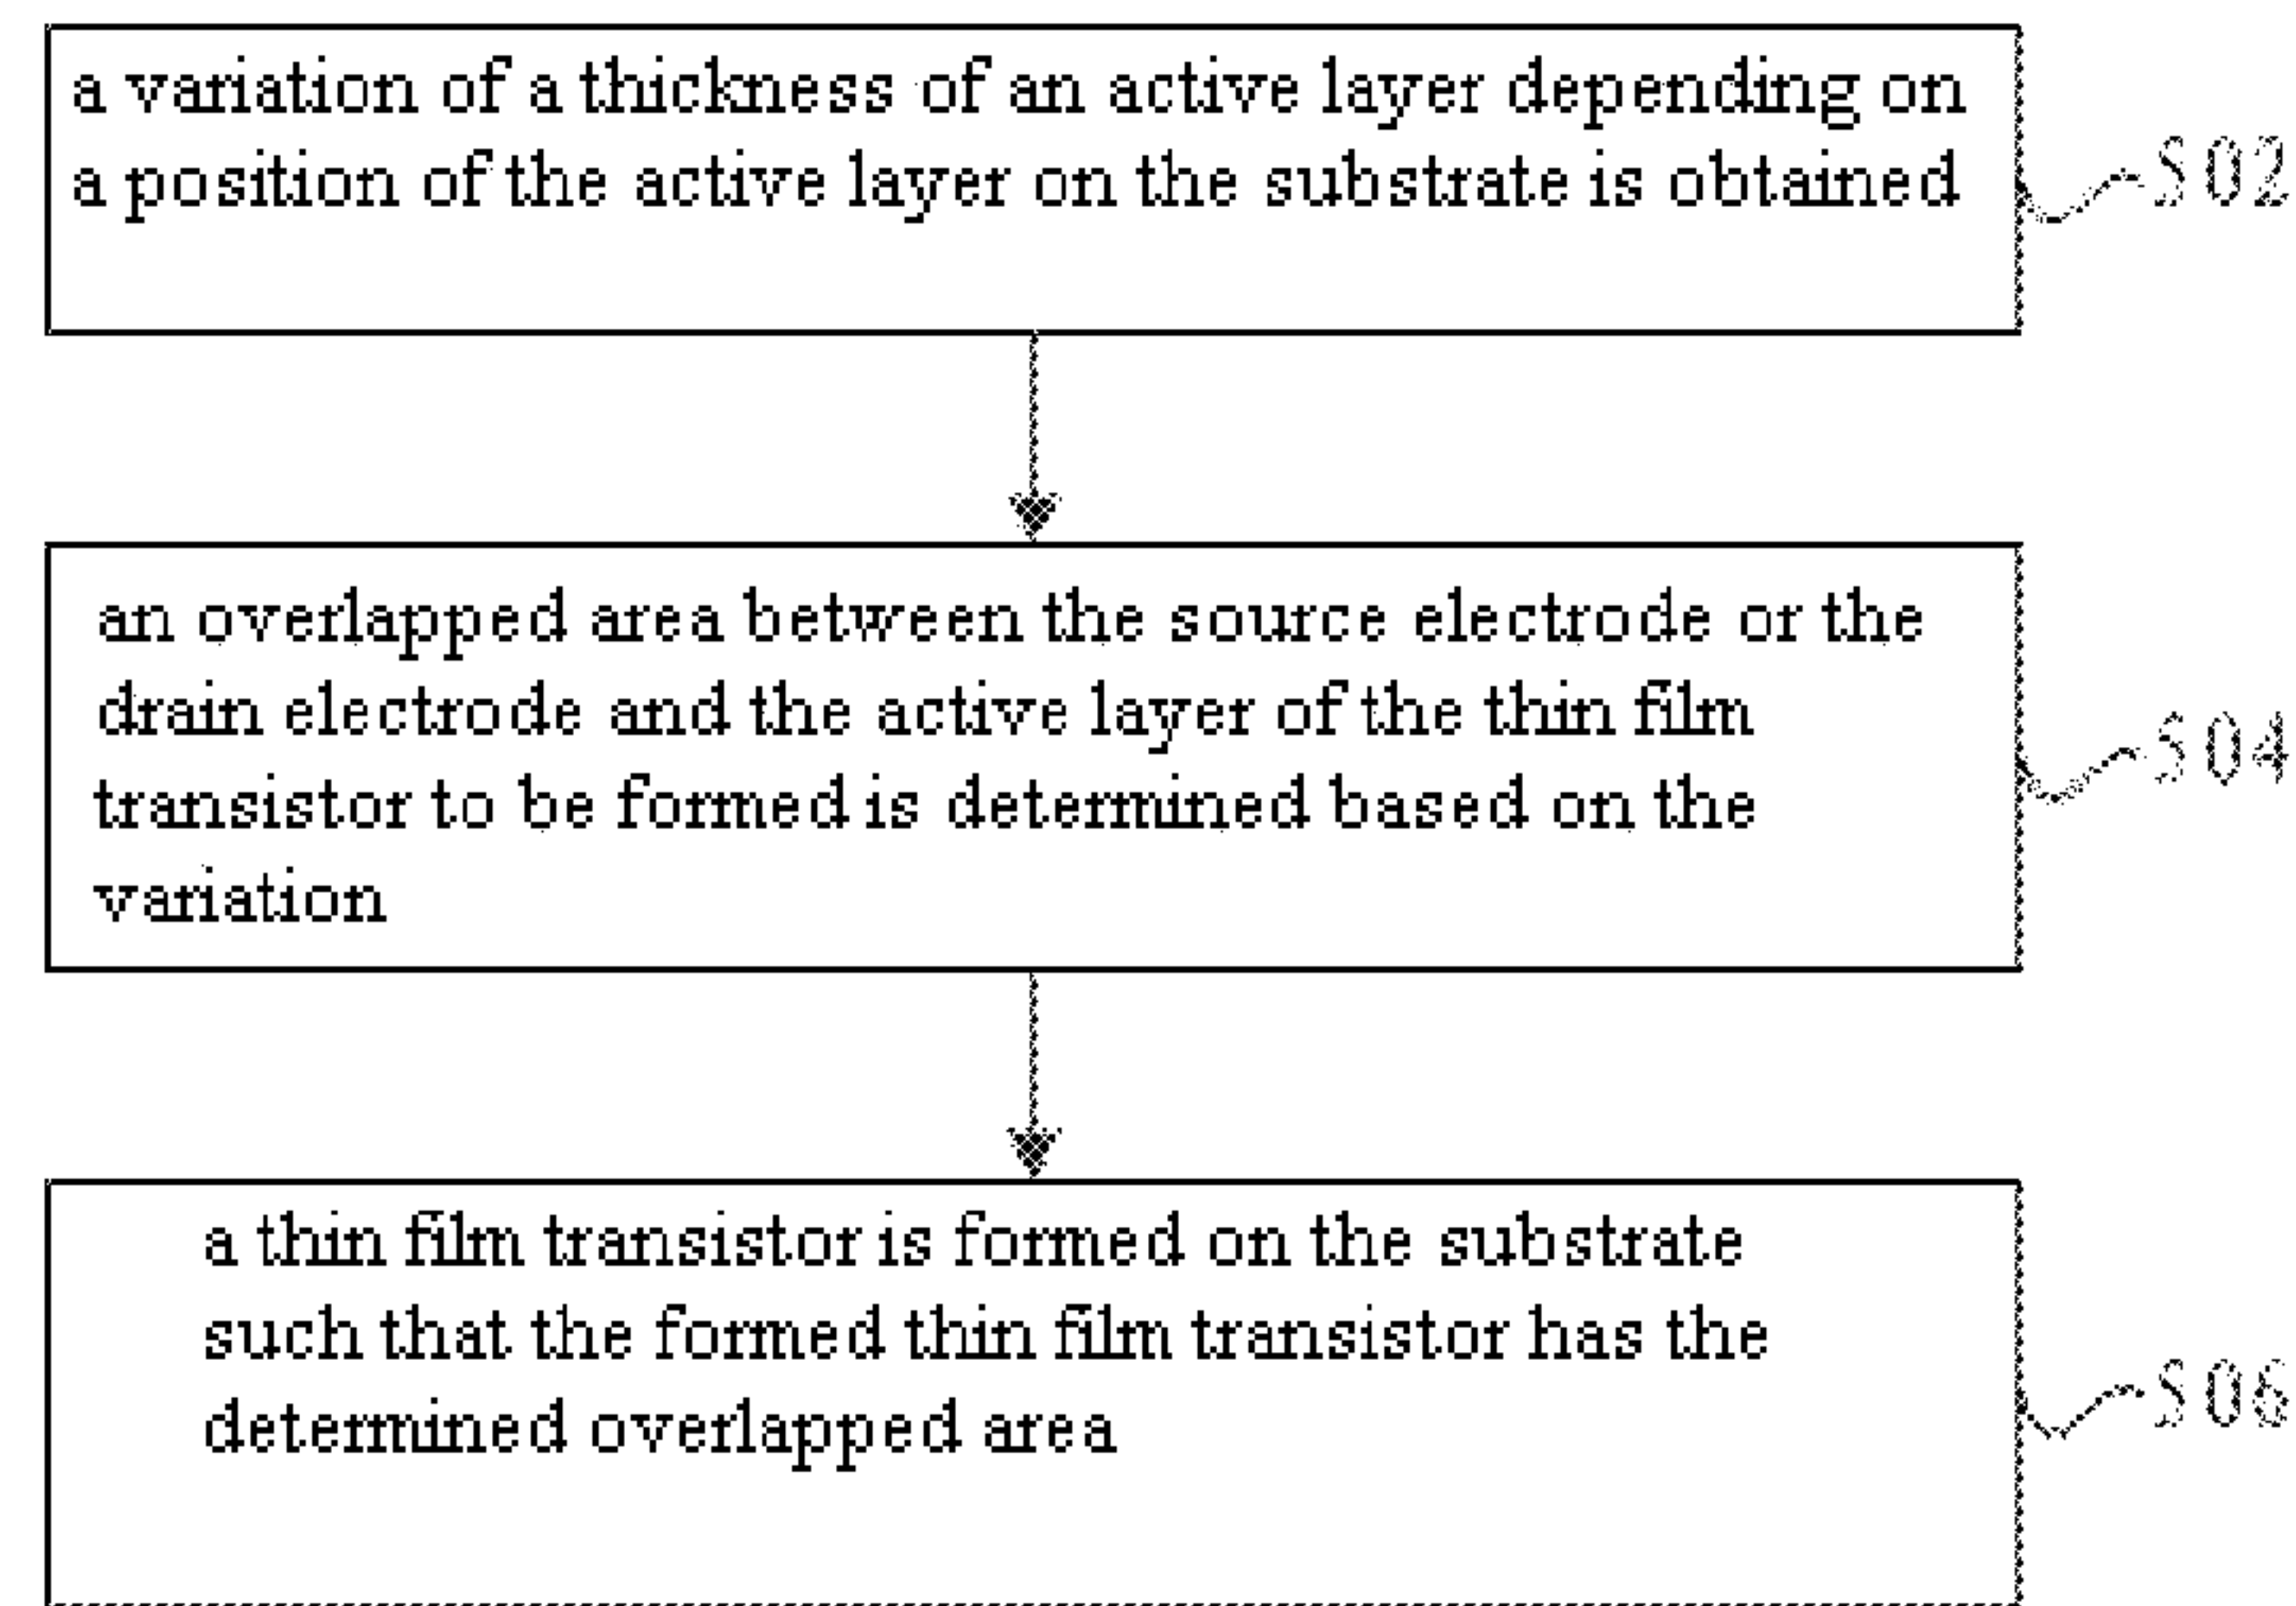 a variation of a thickness of an active layer depending on
a position of the active layer on the substrate is obtained
S02
an overlapped area between the source electrode or the
drain electrode and the active layer of the thin film
transistor to be formed is determined based on the
variation
S04
a thin film transistor is formed on the substrate
such that the formed thin film transistor has the
determined overlapped area
S06